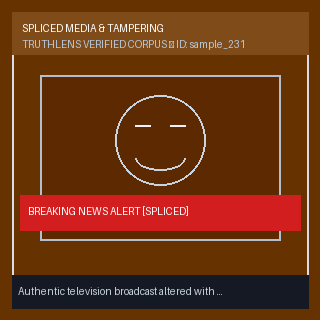 SPLICED MEDIA & TAMPERING
TRUTHLENS VERIFIED CORPUS ID: sample_231
BREAKING NEWS ALERT [SPLICED]
Authentic television broadcast altered with ...